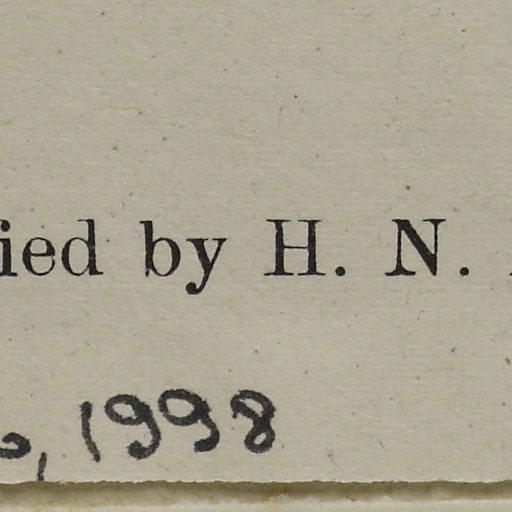 ied by H. N.
, 1998